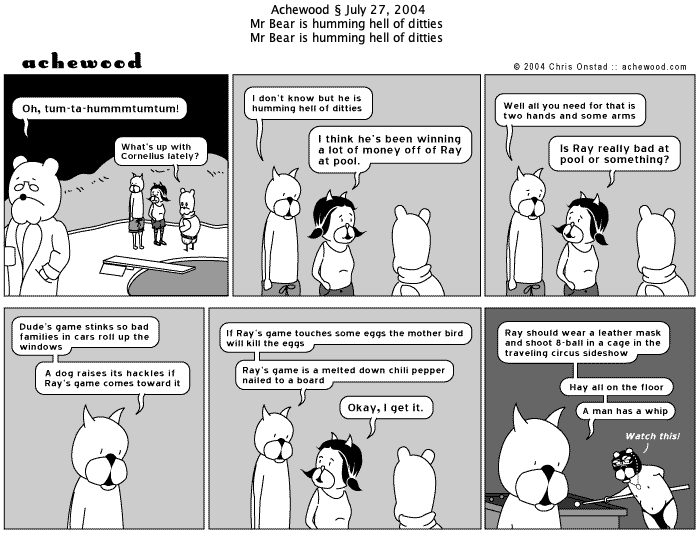 Achewood § July 27, 2004
Mr Bear is humming hell of ditties
Mr Bear is humming hell of ditties
achewood
© 2004 Chris Onstad :: achewood.com
Oh, tum-ta-hummmtumtum!
What's up with
Cornelius lately?
I don't know but he is
humming hell of ditties
I think he's been winning
a lot of money off of Ray
at pool.
Well all you need for that is
two hands and some arms
Is Ray really bad at
pool or something?
Dude's game stinks so bad
families in cars roll up the
windows
A dog raises its hackles if
Ray's game comes toward it
If Ray's game touches some eggs the mother bird
will kill the eggs
Ray's game is a melted down chili pepper
nailed to a board
Okay, I get it.
Ray should wear a leather mask
and shoot 8-ball in a cage in the
traveling circus sideshow
Hay all on the floor
A man has a whip
Watch this!